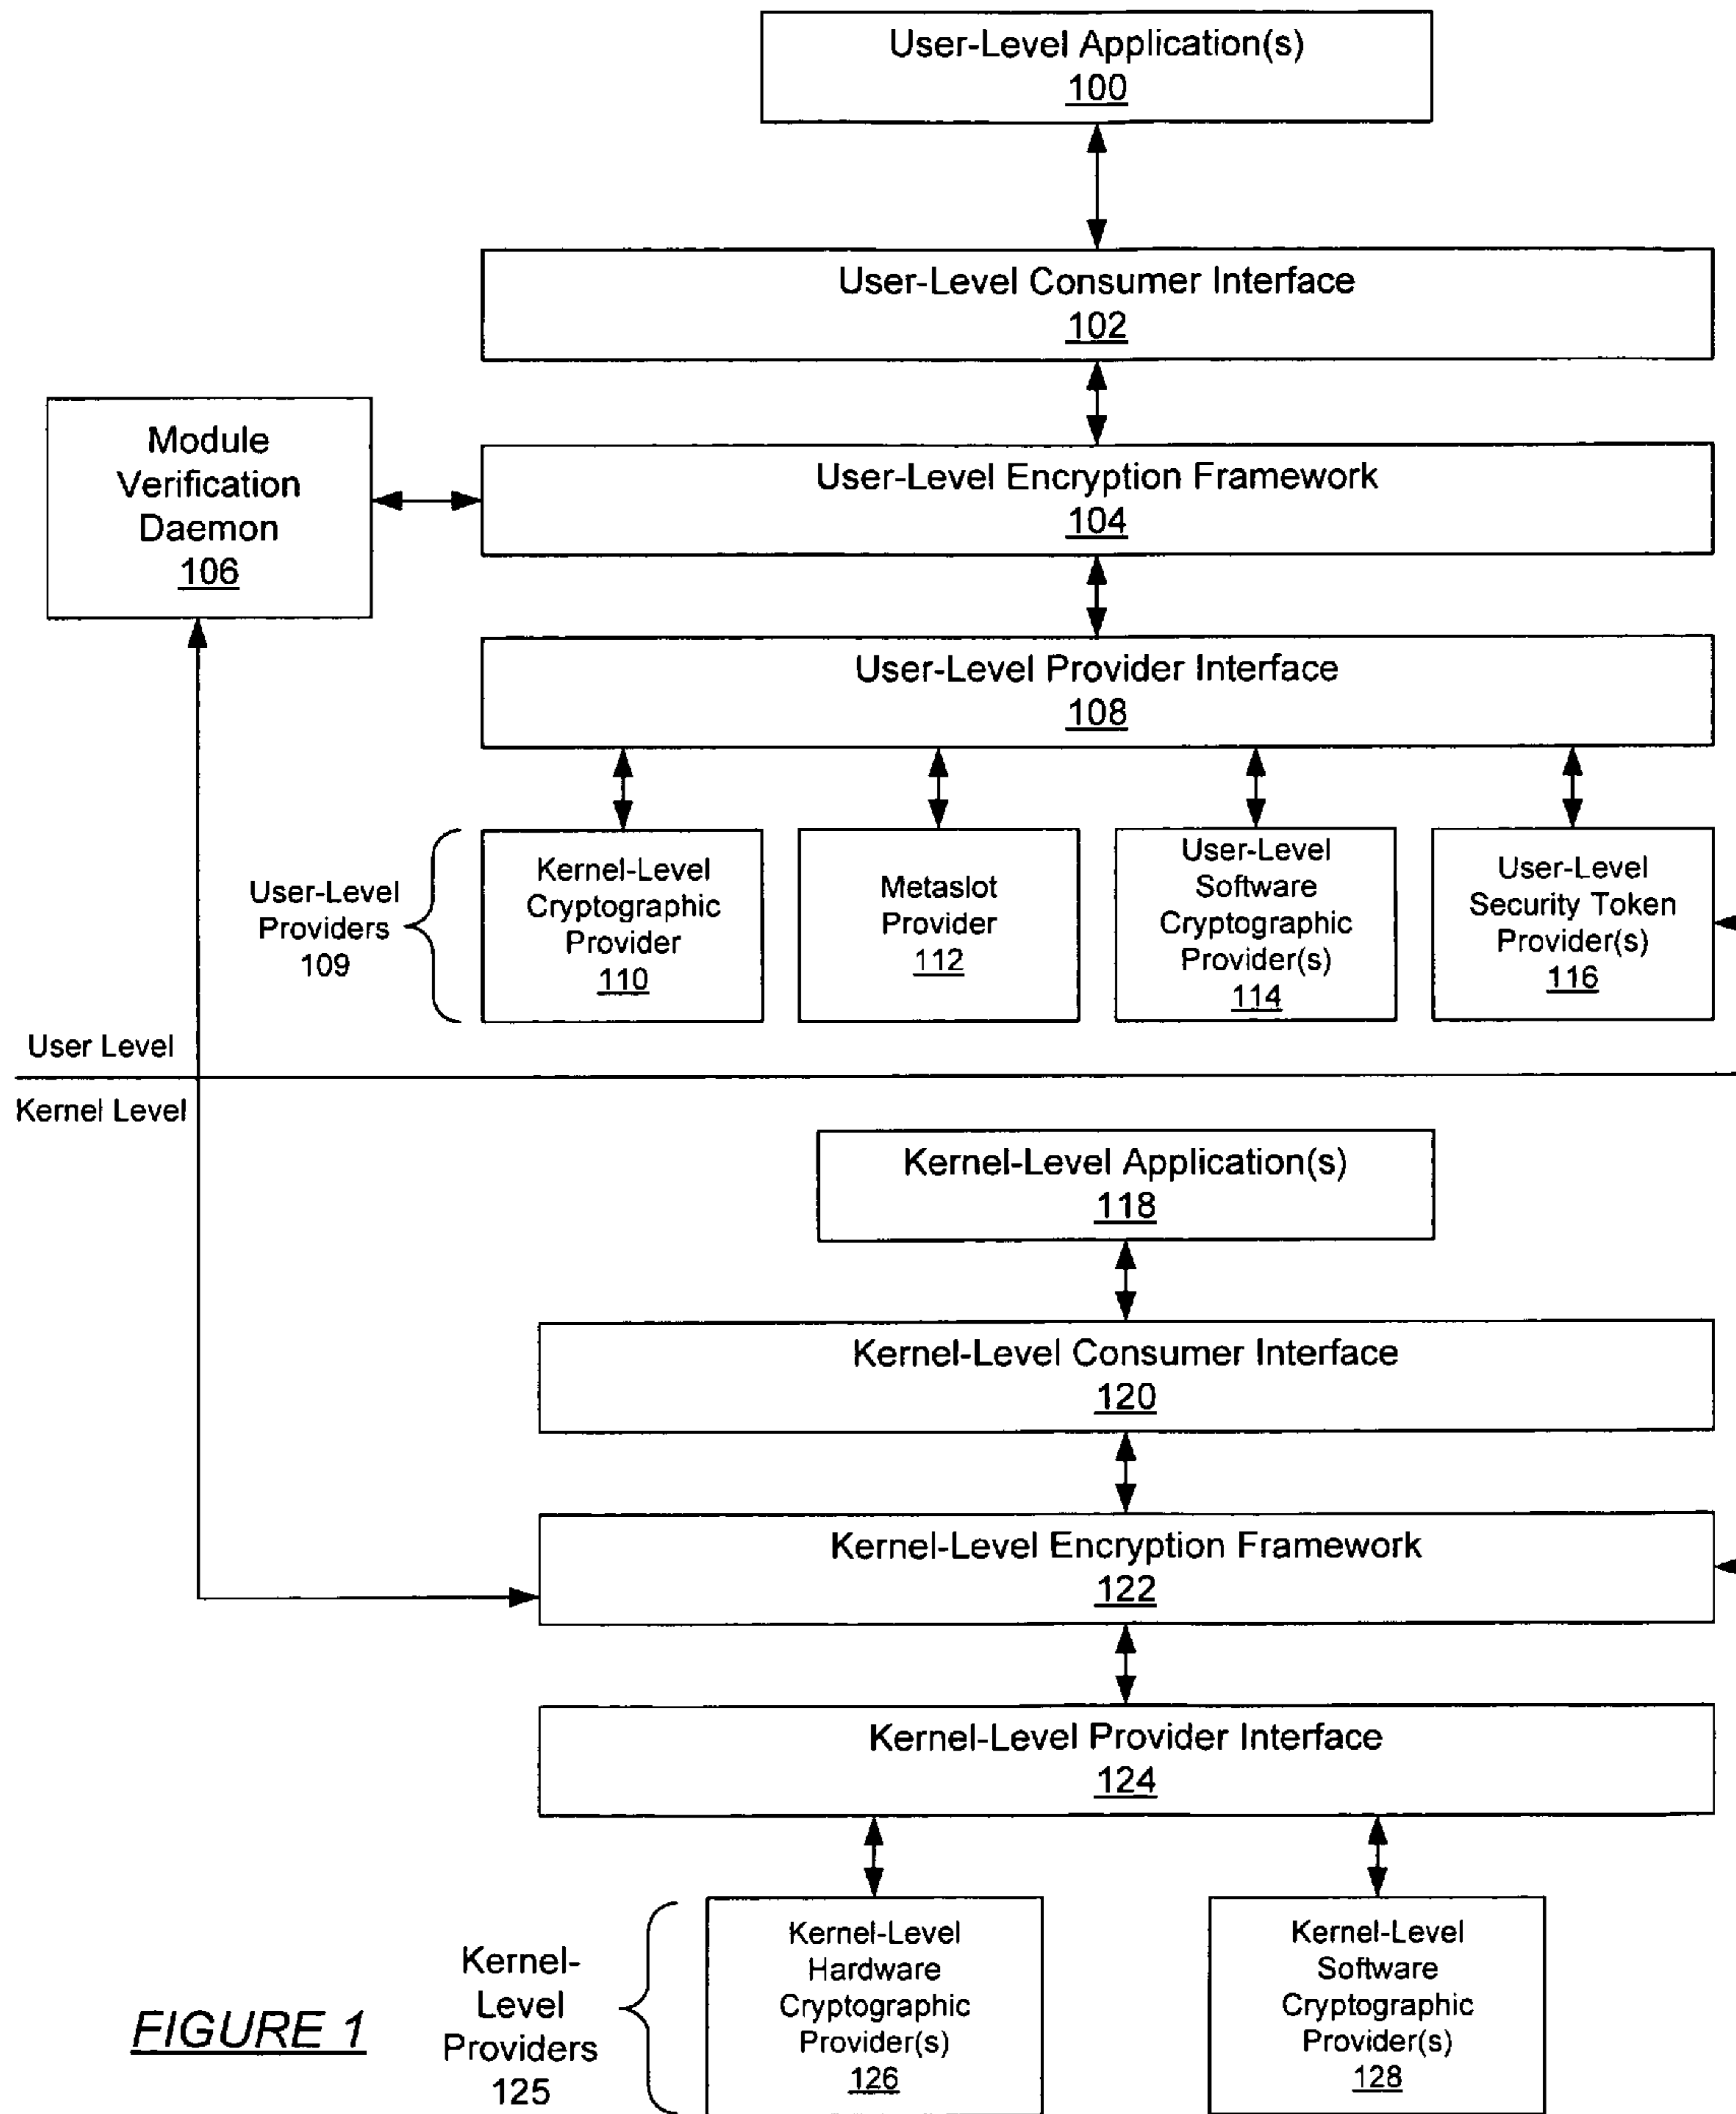 User-Level Application(s)
100
User-Level Consumer Interface
102
Module
Verification
Daemon
106
User-Level Encryption Framework
104
User-Level Provider Interface
108
User-Level
Providers
109
Kernel-Level
Cryptographic
Provider
110
Metaslot
Provider
112
User-Level
Software
Cryptographic
Provider(s)
114
User-Level
Security Token
Provider(s)
116
User Level
Kernel Level
Kernel-Level Application(s)
118
Kernel-Level Consumer Interface
120
Kernel-Level Encryption Framework
122
Kernel-Level Provider Interface
124
Kernel-
Level
Providers
125
Kernel-Level
Hardware
Cryptographic
Provider(s)
126
Kernel-Level
Software
Cryptographic
Provider(s)
128
FIGURE 1